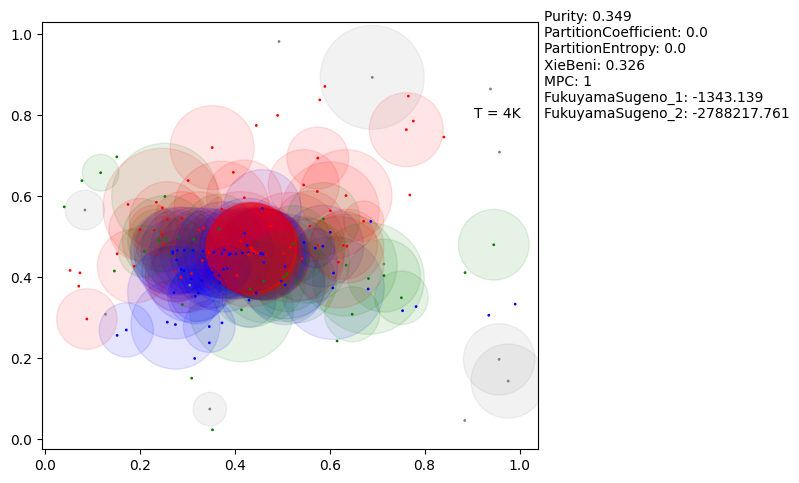 Purity: 0.349
PartitionCoefficient: 0.0
PartitionEntropy: 0.0
XieBeni: 0.326
MPC: 1
FukuyamaSugeno_1: -1343.139
FukuyamaSugeno_2: -2788217.761
T = 4K
1.0
0.8
0.6
0.4
0.2
0.0
0.0 0.2 0.4 0.6 0.8 1.0